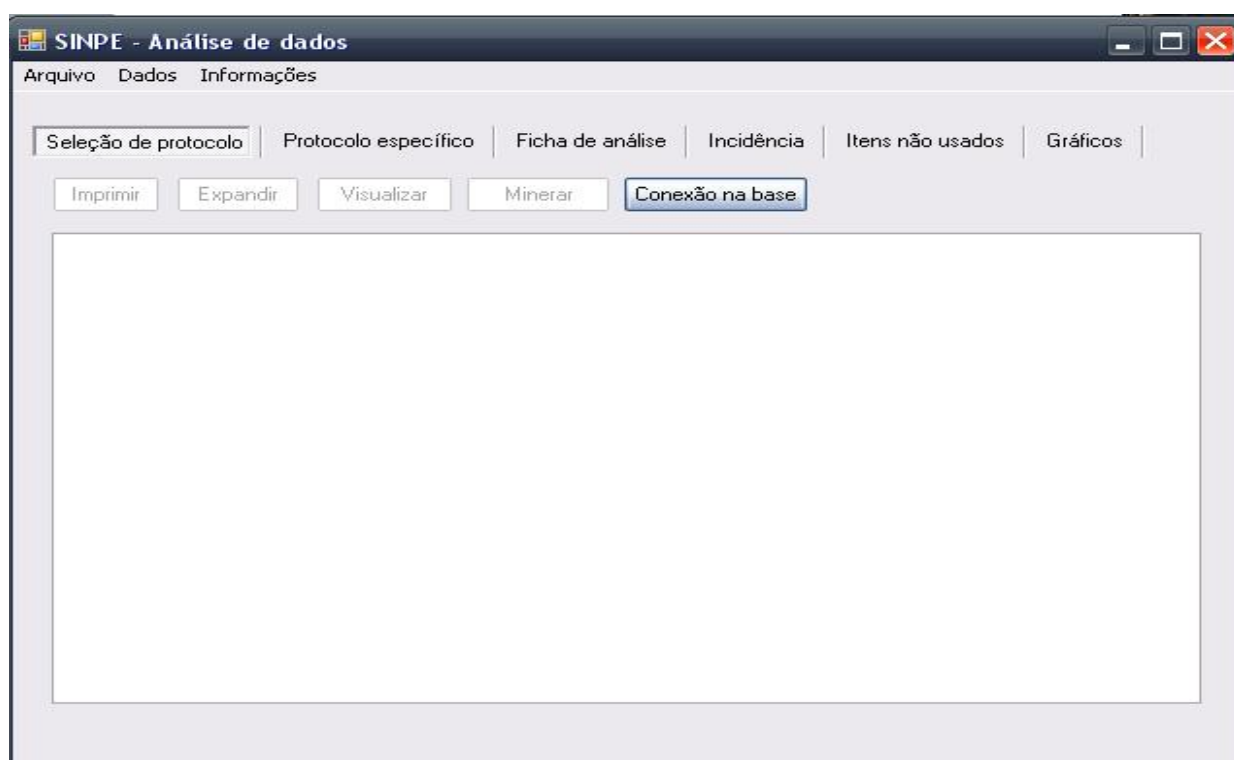 SINPE - Análise de dados
Arquivo Dados Informações
Seleção de protocolo Protocolo específico Ficha de análise Incidência Itens não usados Gráficos
Imprimir Expandir Visualizar Minerar Conexão na base